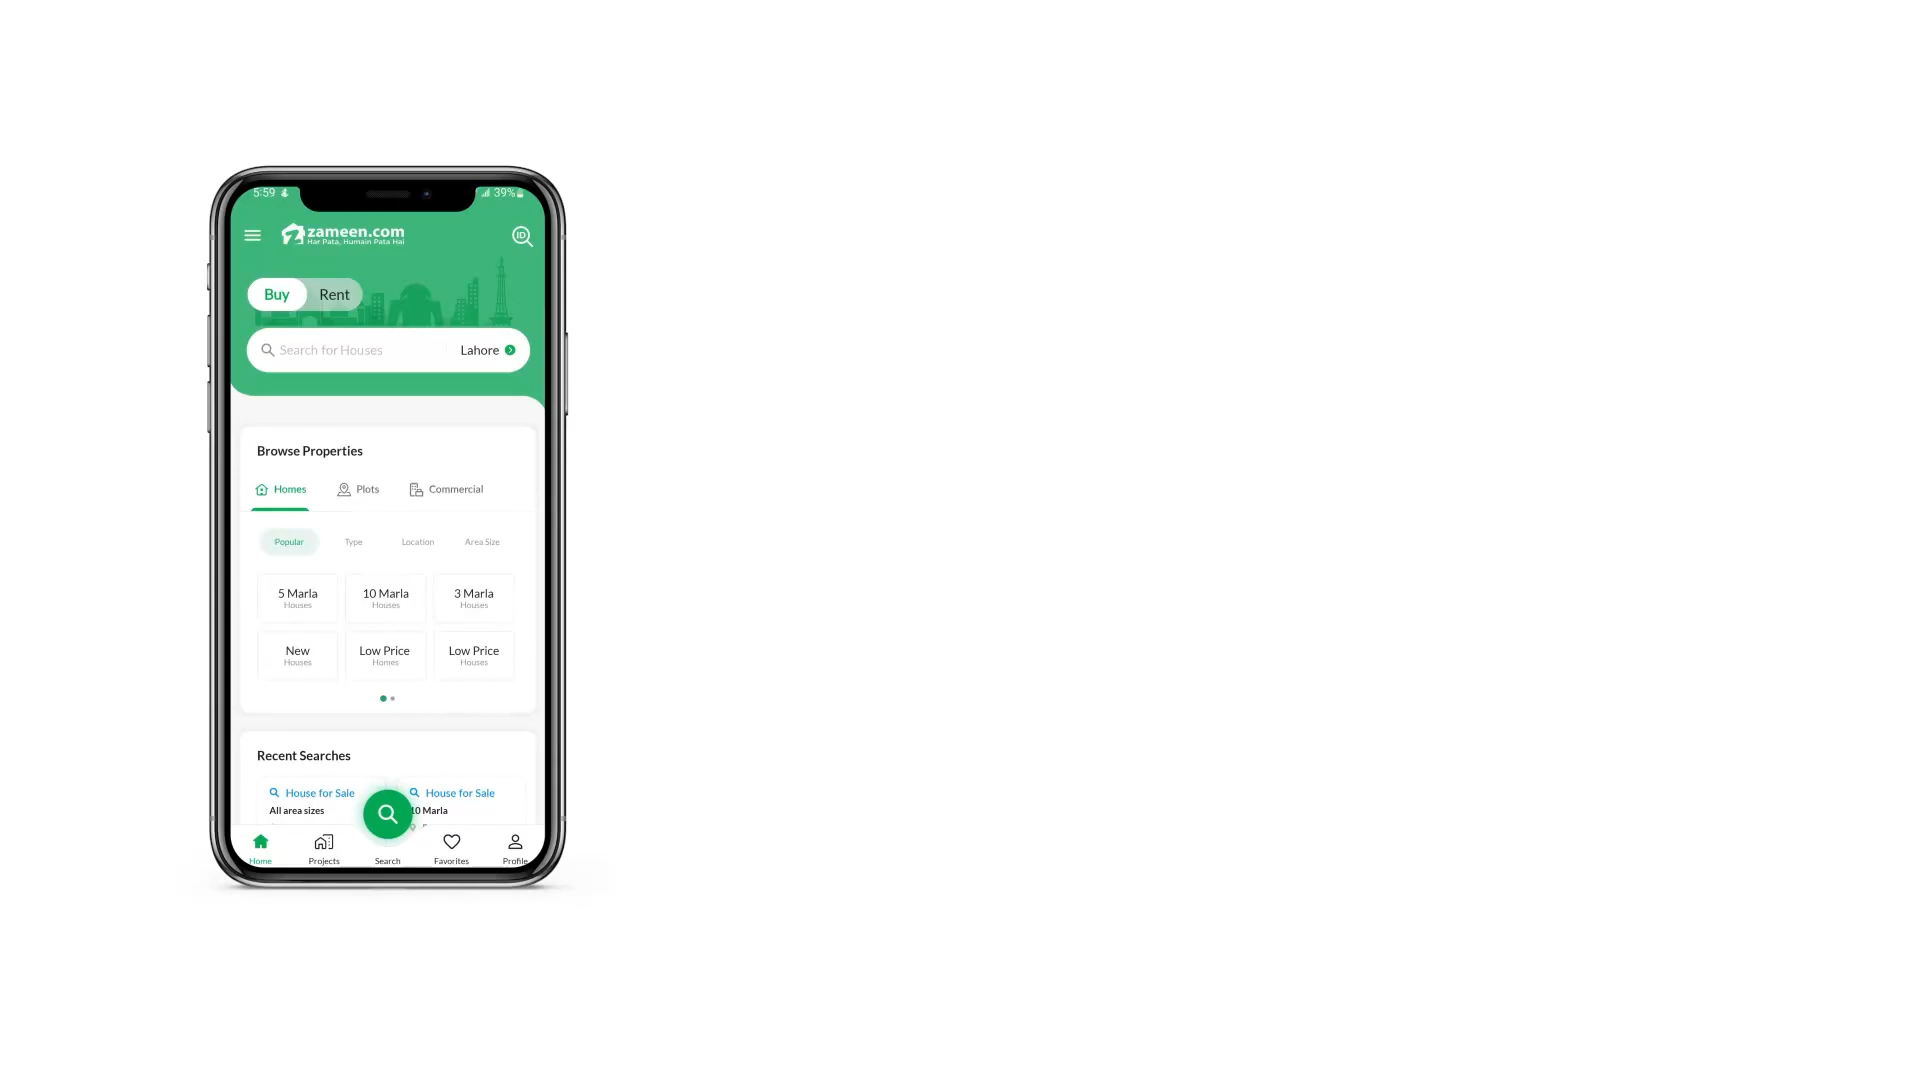 5:59 39%
zameen.com
Har Pata, Humain Pata Hai
ID
Buy Rent
Search for Houses Lahore
Browse Properties
Homes Plots Commercial
Popular Type Location Area Size
5 Marla 10 Marla 3 Marla
Houses Houses Houses
New Low Price Low Price
Houses Homes Houses
Recent Searches
House for Sale House for Sale
All area sizes 10 Marla
Home Projects Search Favorites Profile